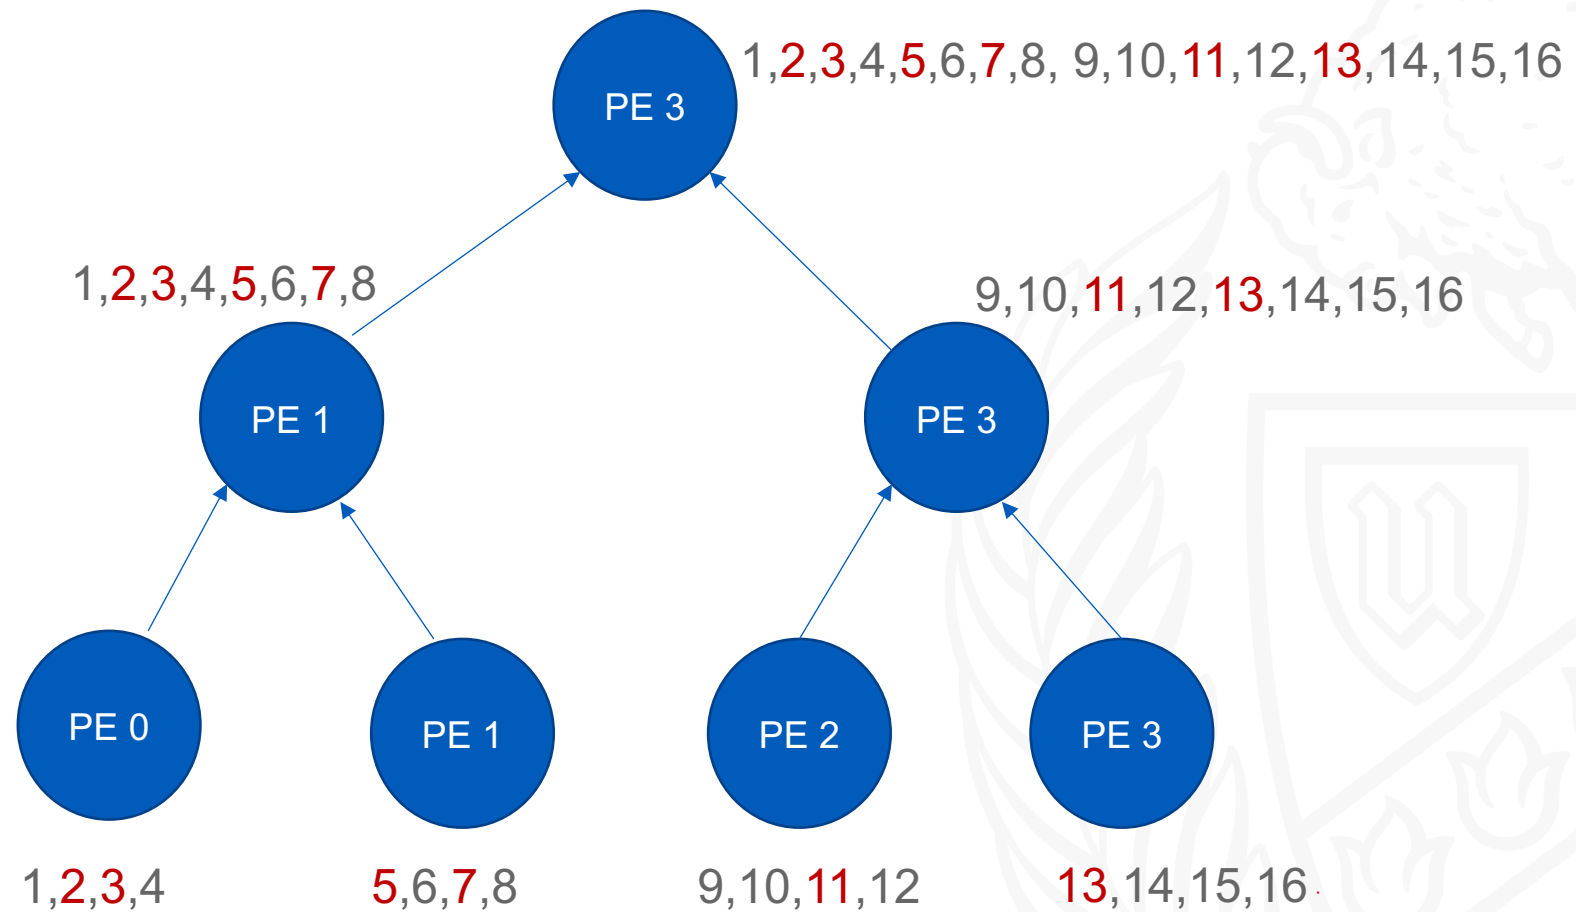 1,2,3,4,5,6,7,8, 9,10,11,12,13,14,15,16
PE 3
1,2,3,4,5,6,7,8
9,10,11,12,13,14,15,16
PE 1
PE 3
PE 0
PE 1
PE 2
PE 3
1,2,3,4
5,6,7,8
9,10,11,12
13,14,15,16